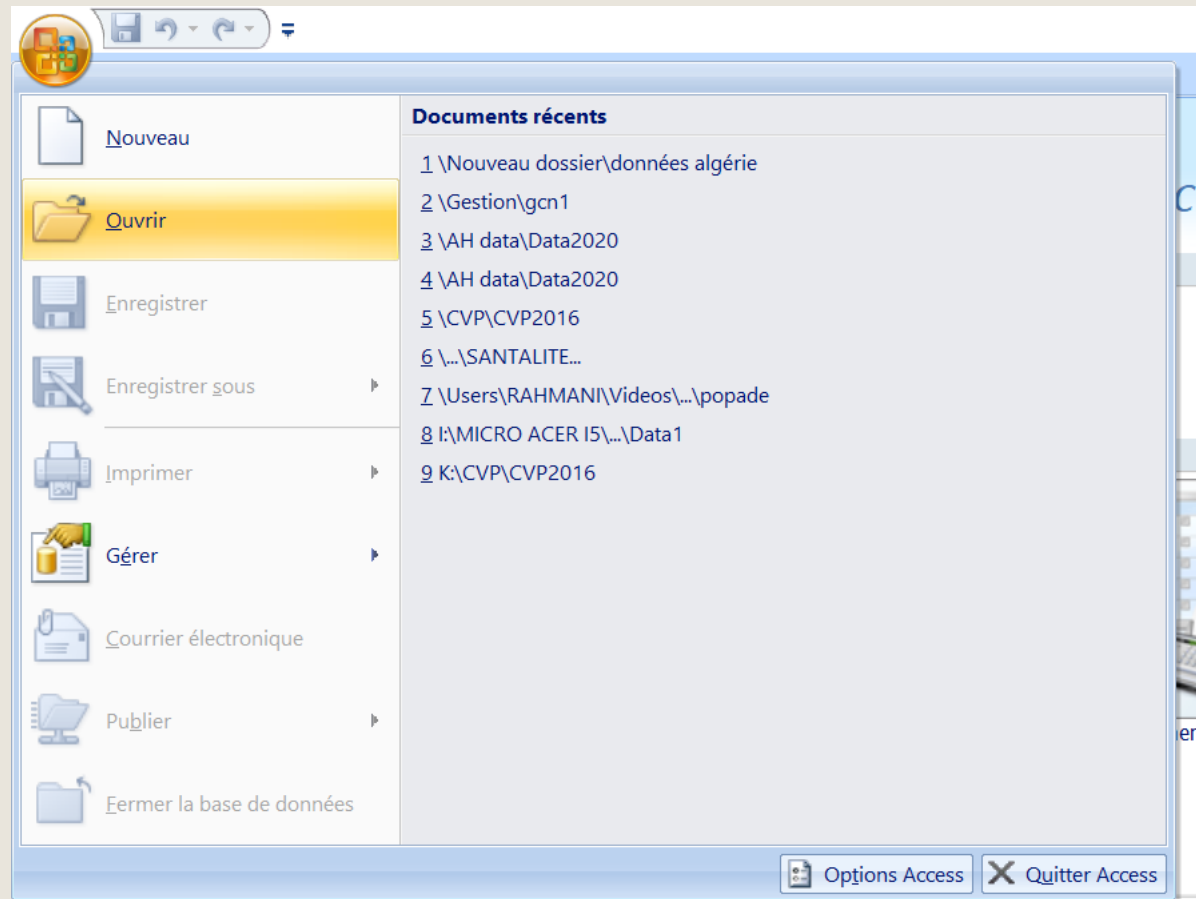 Nouveau
Ouvrir
Enregistrer
Enregistrer sous
Imprimer
Gérer
Courrier électronique
Publier
Fermer la base de données
Documents récents
1 \Nouveau dossier\données algérie
2 \Gestion\gcn1
3 \AH data\Data2020
4 \AH data\Data2020
5 \CVP\CVP2016
6 \...\SANTALITE...
7 \Users\RAHMANI\Videos\...\popade
8 I:\MICRO ACER I5\...\Data1
9 K:\CVP\CVP2016
Options Access
Quitter Access